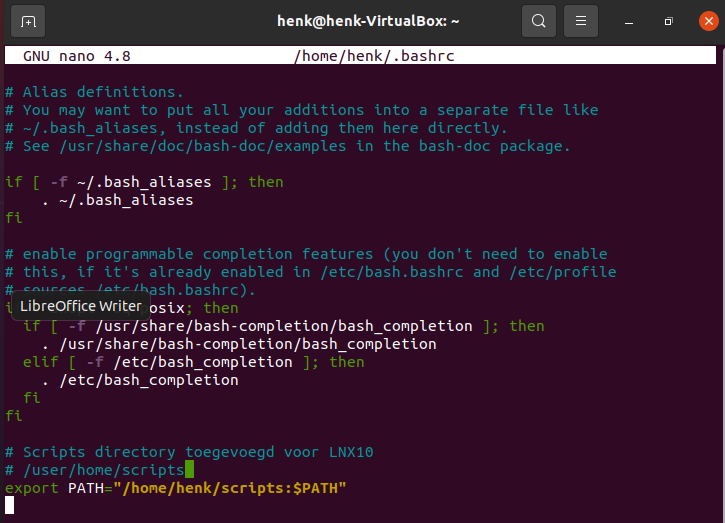 henk@henk-VirtualBox: ~
GNU nano 4.8 /home/henk/.bashrc
# Alias definitions.
# You may want to put all your additions into a separate file like
# ~/.bash_aliases, instead of adding them here directly.
# See /usr/share/doc/bash-doc/examples in the bash-doc package.
if [ -f ~/.bash_aliases ]; then
. ~/.bash_aliases
fi
# enable programmable completion features (you don't need to enable
# this, if it's already enabled in /etc/bash.bashrc and /etc/profile
# sources /etc/bash.bashrc).
LibreOffice Writer posix; then
if [ -f /usr/share/bash-completion/bash_completion ]; then
. /usr/share/bash-completion/bash_completion
elif [ -f /etc/bash_completion ]; then
. /etc/bash_completion
fi
fi
# Scripts directory toegevoegd voor LNX10
# /user/home/scripts
export PATH="/home/henk/scripts:$PATH"